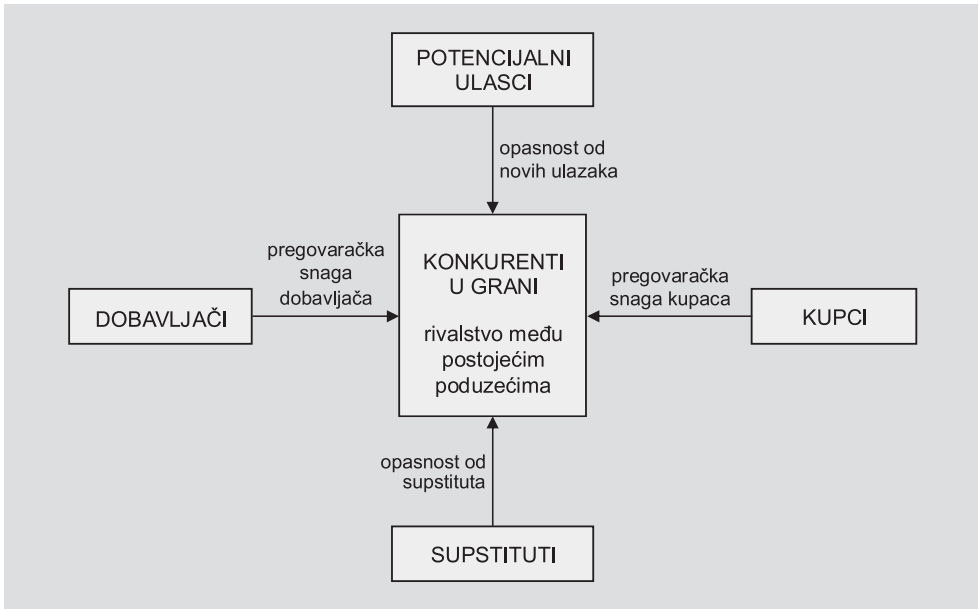 POTENCIJALNI
ULASCI
opasnost od
novih ulazaka
pregovaračka
snaga
dobavljača
DOBAVLJAČI
KONKURENTI
U GRANI
rivalstvo među
postojećim
poduzećima
pregovaračka
snaga kupaca
KUPCI
opasnost od
supstituta
SUPSTITUTI